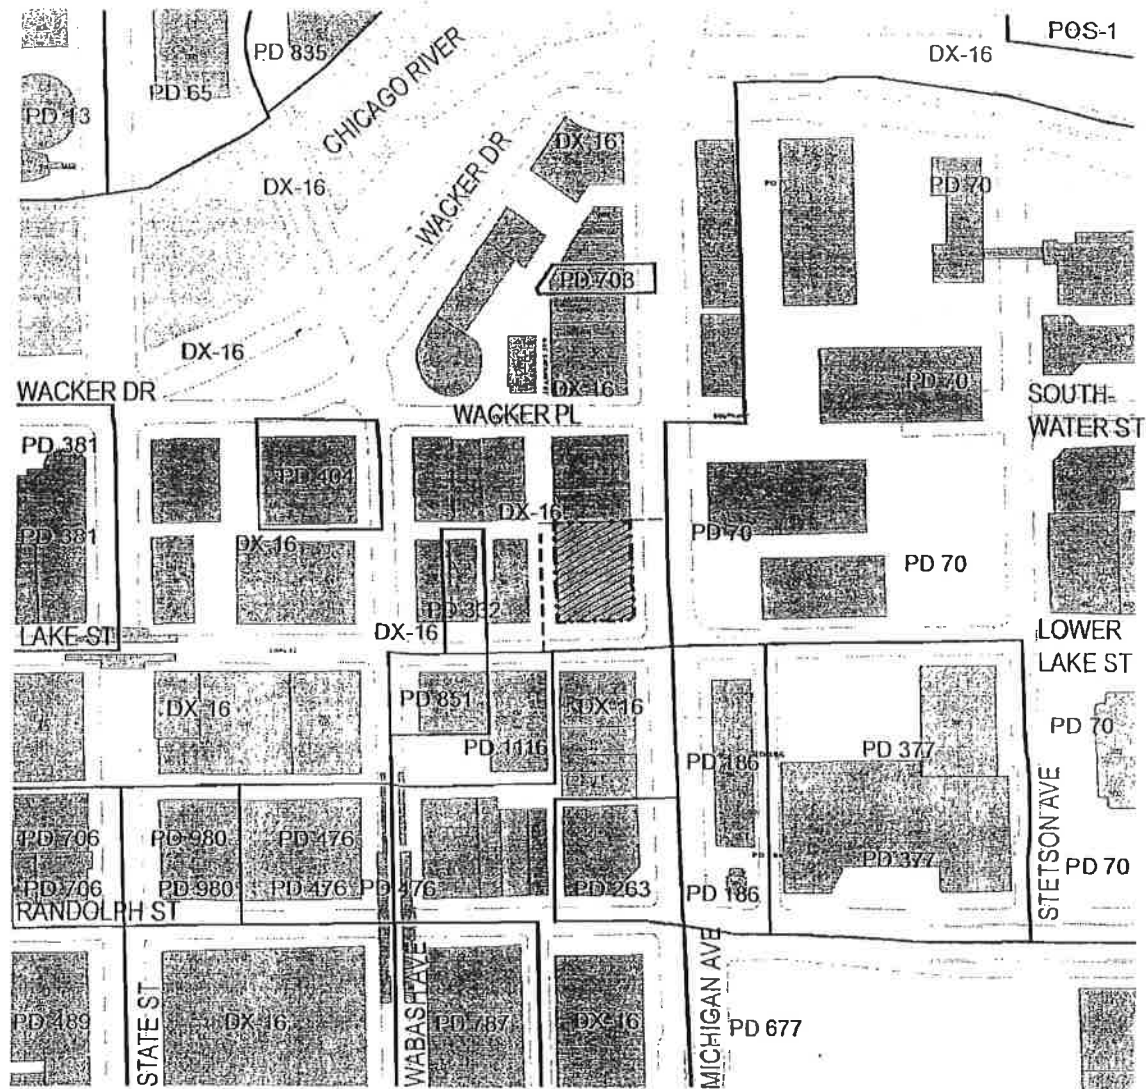 POS-1
PD 835
DX-16
PD 65
CHICAGO RIVER
PD 13
DX-16
WACKER DR
DX-16
PD 70
PD 703
DX-16
PD 70
WACKER DR
DX-16
SOUTH-
WATER ST
WACKER PL
PD 381
PD 404
DX-16
PD 381
DX-16
PD 70
PD 70
PD 332
LAKE ST
DX-16
LOWER
LAKE ST
PD 851
DX-16
DX-16
PD 70
PD 1116
PD 186
PD 377
PD 706
PD 980
PD 476
PD 377
PD 70
PD 706
PD 980
PD 476
PD 476
PD 263
PD 186
STETSON AVE
RANDOLPH ST
STATE ST
WABASH AVE
MICHIGAN AVE
PD 489
DX-16
PD 787
DX-16
PD 677